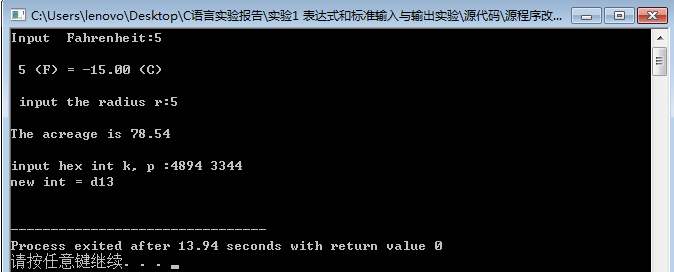 C:\Users\lenovo\Desktop\C语言实验报告\实验1 表达式和标准输入与输出实验\源代码\源程序改...
Input  Fahrenheit:5
5 (F) = -15.00 (C)
input the radius r:5
The acreage is 78.54
input hex int k, p :4894 3344
new int = d13
--------------------------------
Process exited after 13.94 seconds with return value 0
请按任意键继续. . .